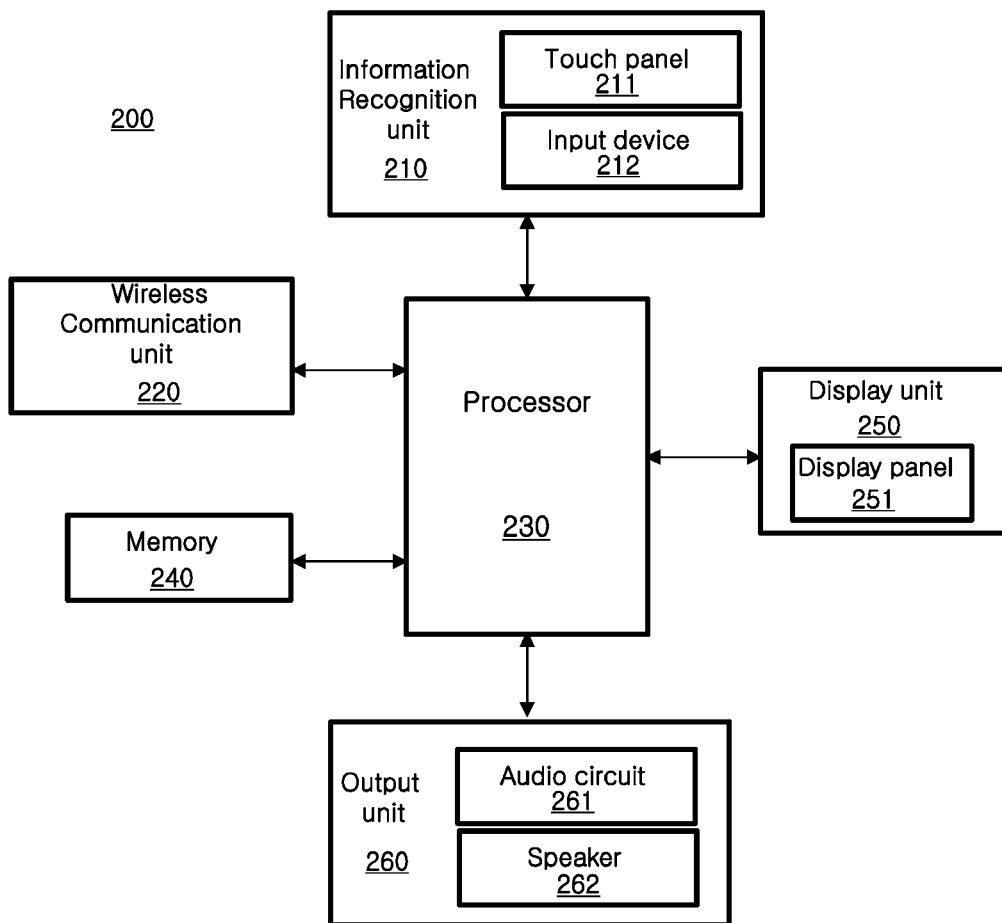 200
Information
Recognition
unit
210
Touch panel
211
Input device
212
Wireless
Communication
unit
220
Processor
230
Memory
240
Display unit
250
Display panel
251
Output
unit
260
Audio circuit
261
Speaker
262